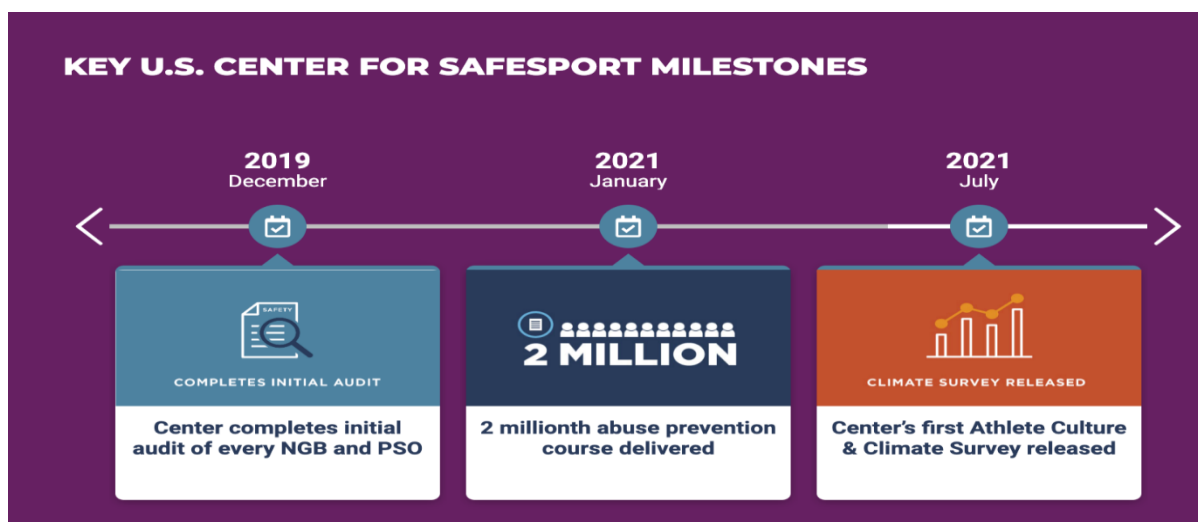 KEY U.S. CENTER FOR SAFESPORT MILESTONES
2019
December
2021
January
2021
July
SAFETY
COMPLETES INITIAL AUDIT
Center completes initial
audit of every NGB and PSO
2 MILLION
2 millionth abuse prevention
course delivered
CLIMATE SURVEY RELEASED
Center's first Athlete Culture
& Climate Survey released